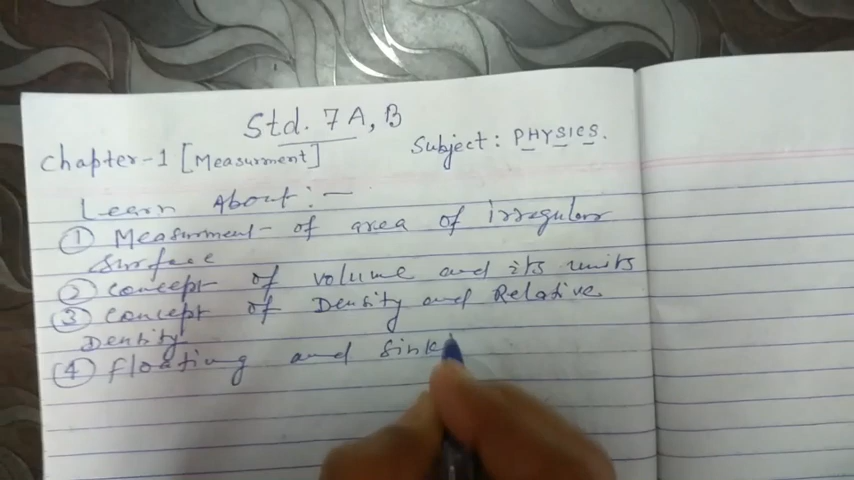 Std. 7 A, B
Chapter-1 [Measurment] Subject: PHYSICS.
Learn About:-
① Measurment of area of irregular
surface
② concept of volume and its units
③ concept of Density and Relative
Density
④ floating and sink